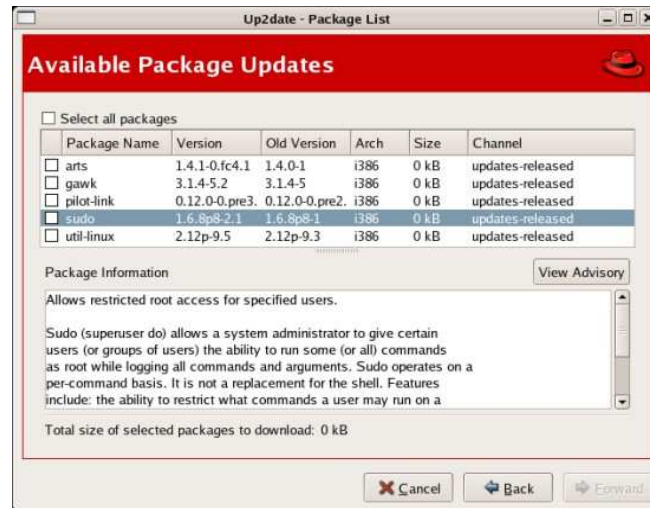 Up2date - Package List
Available Package Updates
Select all packages
Package Name Version Old Version Arch Size Channel
arts 1.4.1-0.fc4.1 1.4.0-1 i386 0 kB updates-released
gawk 3.1.4-5.2 3.1.4-5 i386 0 kB updates-released
pilot-link 0.12.0-0.pre3. 0.12.0-0.pre2. i386 0 kB updates-released
sudo 1.6.8p8-2.1 1.6.8p8-1 i386 0 kB updates-released
util-linux 2.12p-9.5 2.12p-9.3 i386 0 kB updates-released
Package Information View Advisory
Allows restricted root access for specified users.
Sudo (superuser do) allows a system administrator to give certain
users (or groups of users) the ability to run some (or all) commands
as root while logging all commands and arguments. Sudo operates on a
per-command basis. It is not a replacement for the shell. Features
include: the ability to restrict what commands a user may run on a
Total size of selected packages to download: 0 kB
Cancel Back Forward